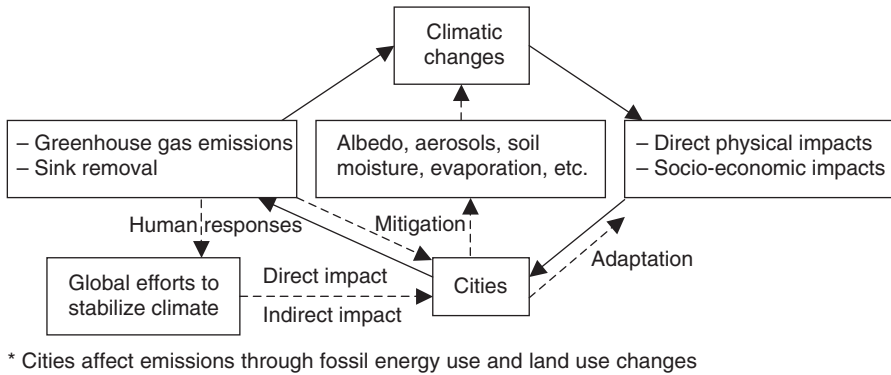 Climatic
changes
– Greenhouse gas emissions
– Sink removal
Albedo, aerosols, soil
moisture, evaporation, etc.
– Direct physical impacts
– Socio-economic impacts
Human responses
Mitigation
Adaptation
Global efforts to
stabilize climate
Direct impact
Indirect impact
Cities
* Cities affect emissions through fossil energy use and land use changes